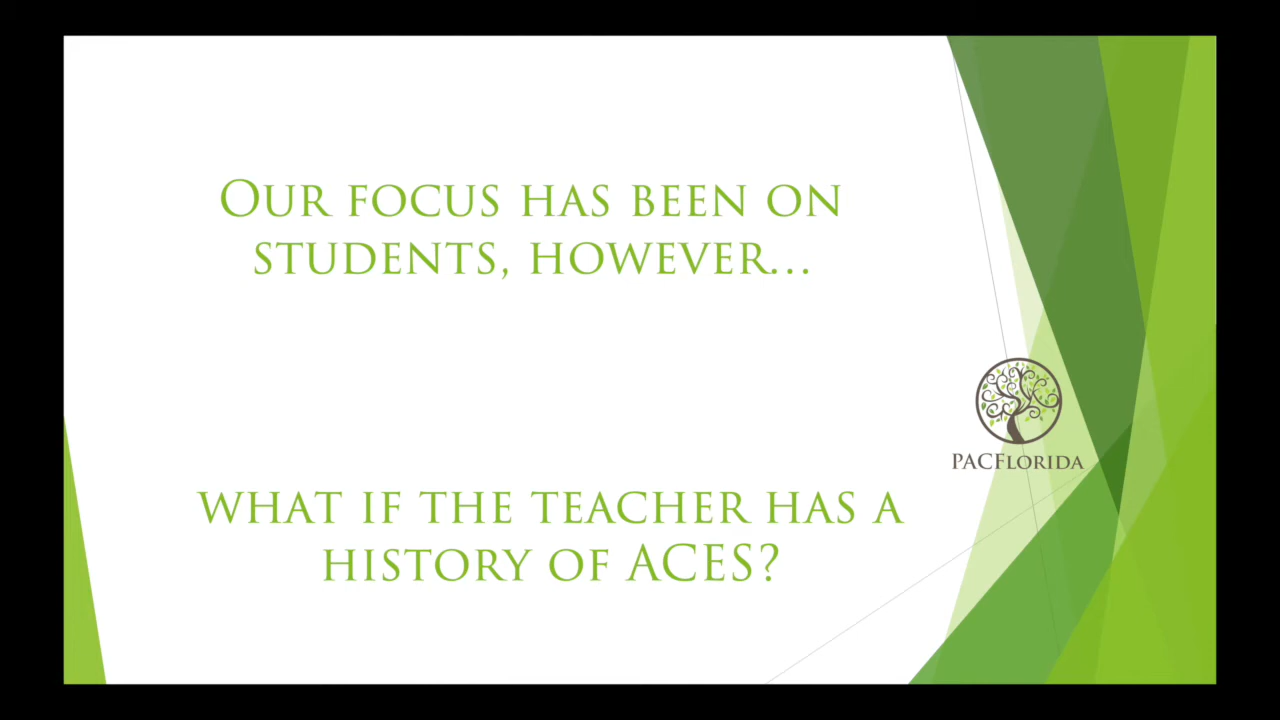 Our focus has been on
students, however…
PACFlorida
what if the teacher has a
history of ACES?